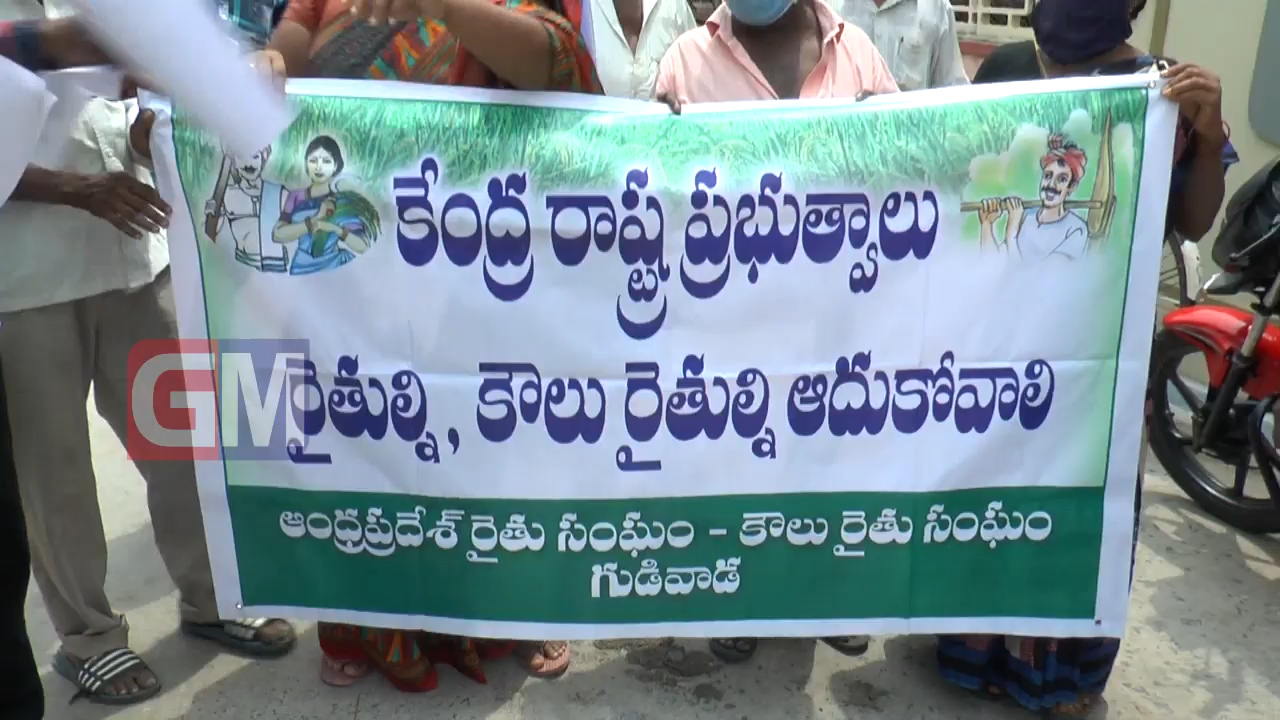 కేంద్ర రాష్ట్ర ప్రభుత్వాలు
GM
రైతుల్ని, కౌలు రైతుల్ని ఆదుకోవాలి
ఆంధ్రప్రదేశ్ రైతు సంఘం - కౌలు రైతు సంఘం
గుడివాడ